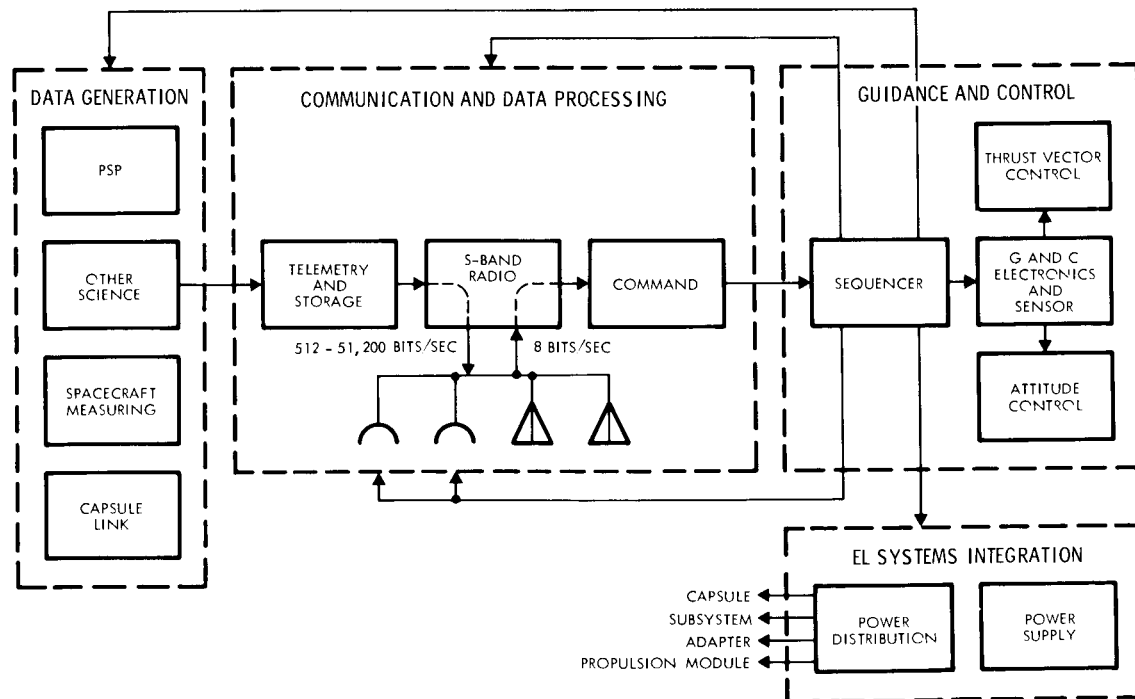 DATA GENERATION
PSP
OTHER
SCIENCE
SPACECRAFT
MEASURING
CAPSULE
LINK
COMMUNICATION AND DATA PROCESSING
TELEMETRY
AND
STORAGE
S-BAND
RADIO
COMMAND
512 - 51,200 BITS/SEC
8 BITS/SEC
GUIDANCE AND CONTROL
SEQUENCER
THRUST VECTOR
CONTROL
G AND C
ELECTRONICS
AND
SENSOR
ATTITUDE
CONTROL
EL SYSTEMS INTEGRATION
CAPSULE
SUBSYSTEM
ADAPTER
PROPULSION MODULE
POWER
DISTRIBUTION
POWER
SUPPLY